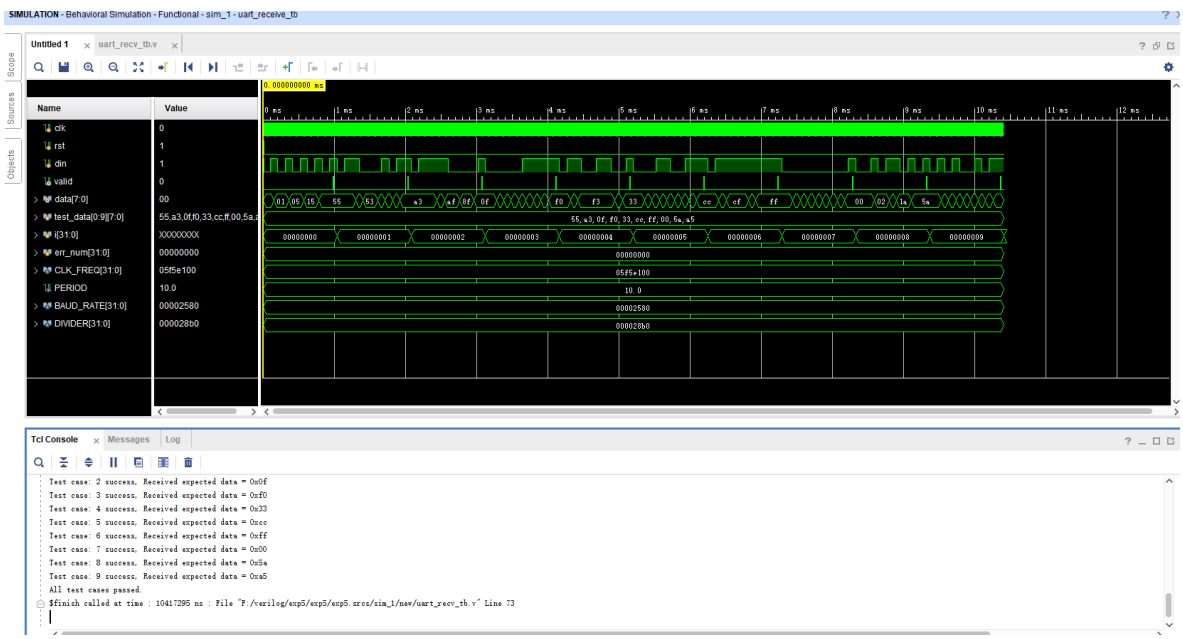 SIMULATION - Behavioral Simulation - Functional - sim_1 - uart_receive_tb
Untitled 1 uart_recv_tb.v
Scope
Sources
Objects
0.000000000 ms
Name Value
0 ms 1 ms 2 ms 3 ms 4 ms 5 ms 6 ms 7 ms 8 ms 9 ms 10 ms 11 ms 12 ms
clk 0
rst 1
din 1
valid 0
data[7:0] 00 01 05 15 55 53 a3 af 8f 0f f0 f3 33 cc cf ff 00 02 1a 5a
test_data[0:9][7:0] 55,a3,0f,f0,33,cc,ff,00,5a,a 55, a3, 0f, f0, 33, cc, ff, 00, 5a, a5
i[31:0] XXXXXXXX 00000000 00000001 00000002 00000003 00000004 00000005 00000006 00000007 00000008 00000009
err_num[31:0] 00000000 00000000
CLK_FREQ[31:0] 05f5e100 05f5e100
PERIOD 10.0 10.0
BAUD_RATE[31:0] 00002580 00002580
DIVIDER[31:0] 000028b0 000028b0
Tcl Console Messages Log
Test case: 2 success, Received expected data = 0x0f
Test case: 3 success, Received expected data = 0xf0
Test case: 4 success, Received expected data = 0x33
Test case: 5 success, Received expected data = 0xcc
Test case: 6 success, Received expected data = 0xff
Test case: 7 success, Received expected data = 0x00
Test case: 8 success, Received expected data = 0x5a
Test case: 9 success, Received expected data = 0xa5
All test cases passed.
$finish called at time : 10417295 ns : File "F:/verilog/exp5/exp5/exp5.srcs/sim_1/new/uart_recv_tb.v" Line 73